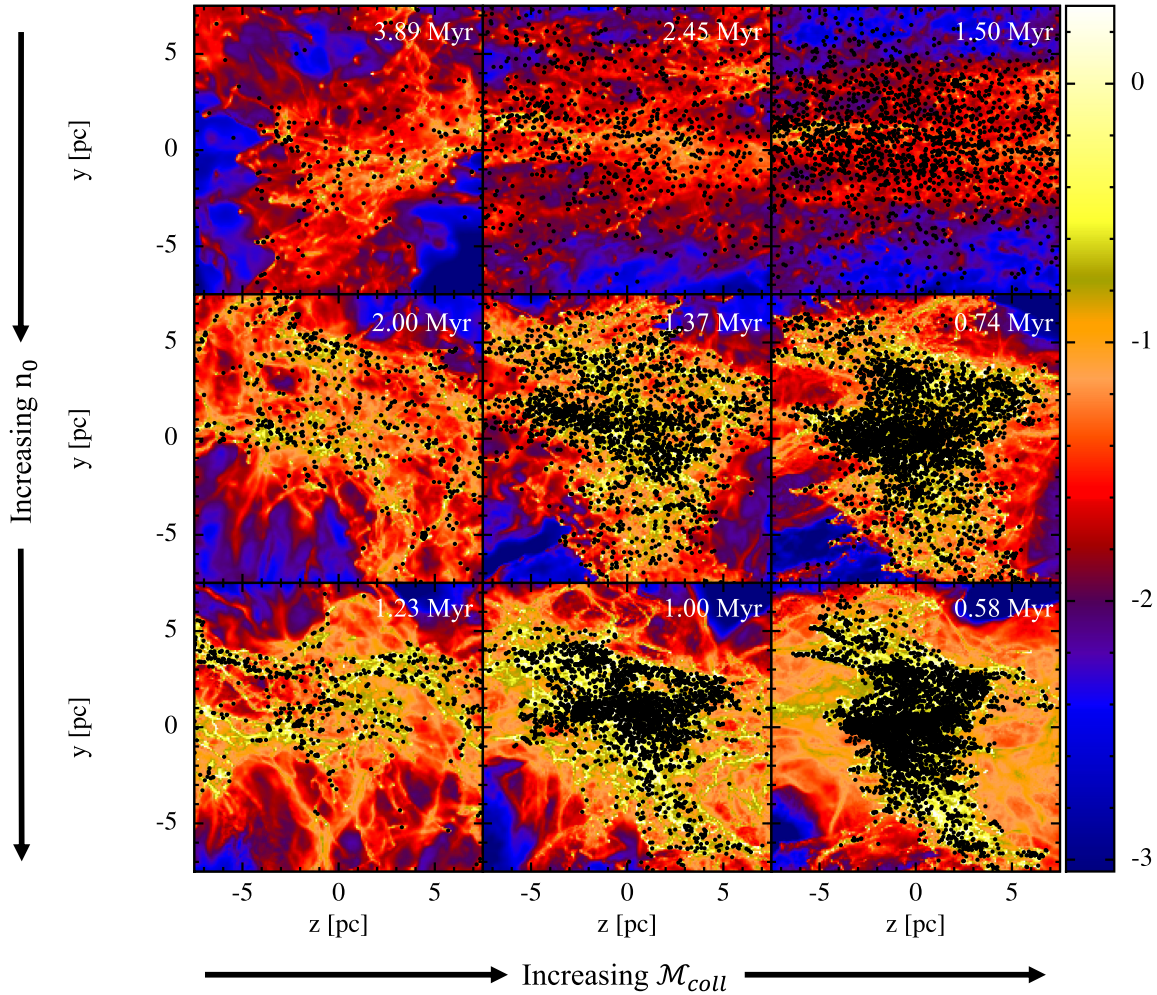 3.89 Myr
2.45 Myr
1.50 Myr
5
0
-5
y [pc]
0
-1
-2
-3
2.00 Myr
1.37 Myr
0.74 Myr
5
0
-5
y [pc]
Increasing n₀
1.23 Myr
1.00 Myr
0.58 Myr
5
0
-5
y [pc]
-5 0 5 -5 0 5 -5 0 5
z [pc] z [pc] z [pc]
Increasing ℳ_coll